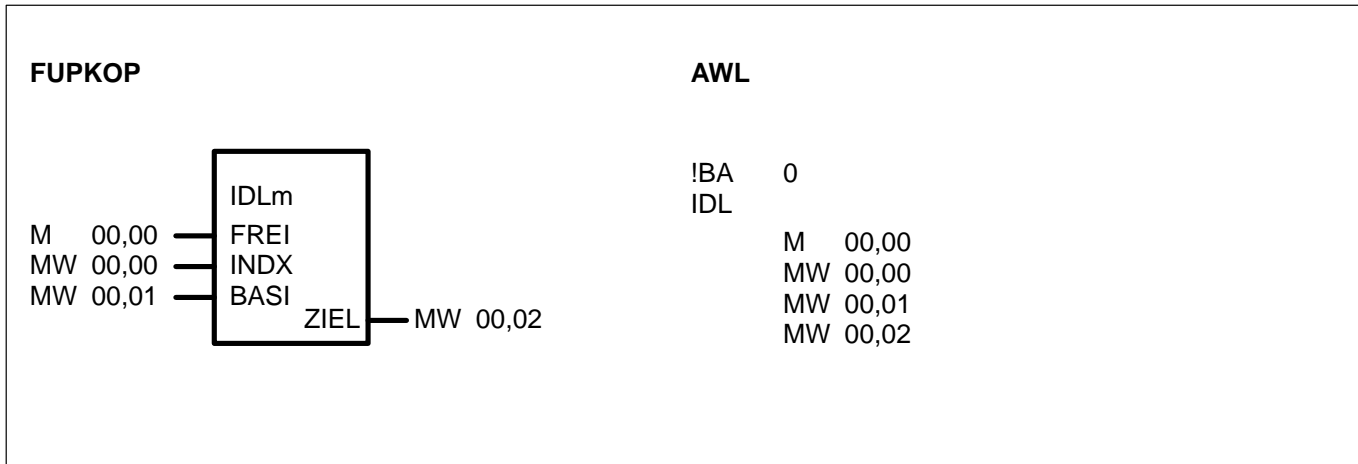 FUPKOP
IDLm
M 00,00 FREI
MW 00,00 INDX
MW 00,01 BASI
ZIEL MW 00,02
AWL
!BA 0
IDL
M 00,00
MW 00,00
MW 00,01
MW 00,02